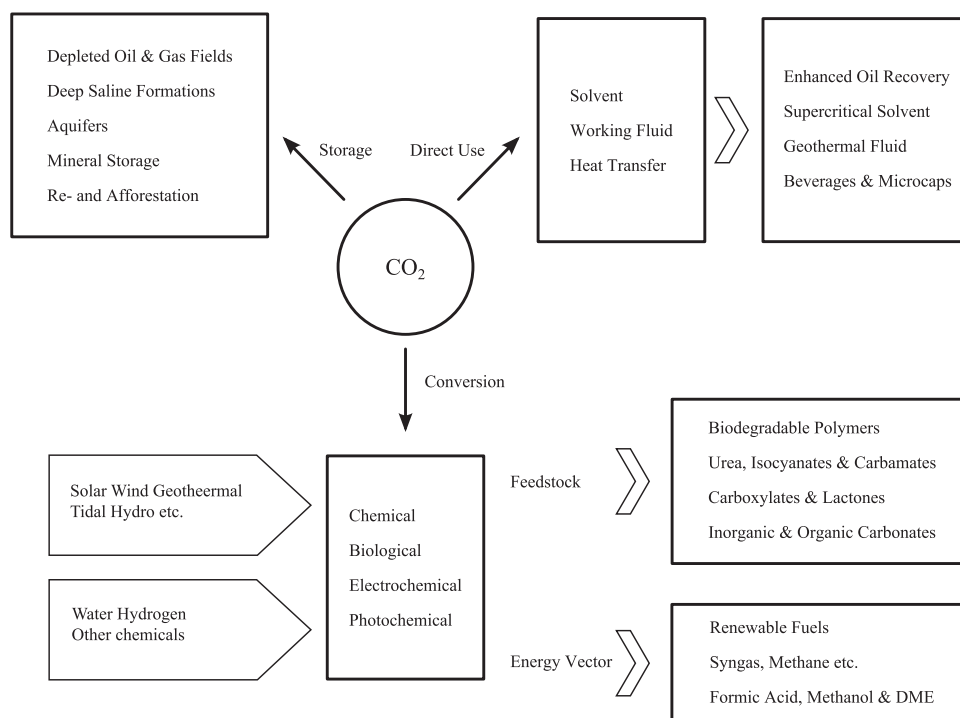 Depleted Oil & Gas Fields
Deep Saline Formations
Aquifers
Mineral Storage
Re- and Afforestation
Storage
Direct Use
Solvent
Working Fluid
Heat Transfer
Enhanced Oil Recovery
Supercritical Solvent
Geothermal Fluid
Beverages & Microcaps
CO₂
Conversion
Solar Wind Geotheermal
Tidal Hydro etc.
Water Hydrogen
Other chemicals
Chemical
Biological
Electrochemical
Photochemical
Feedstock
Biodegradable Polymers
Urea, Isocyanates & Carbamates
Carboxylates & Lactones
Inorganic & Organic Carbonates
Energy Vector
Renewable Fuels
Syngas, Methane etc.
Formic Acid, Methanol & DME